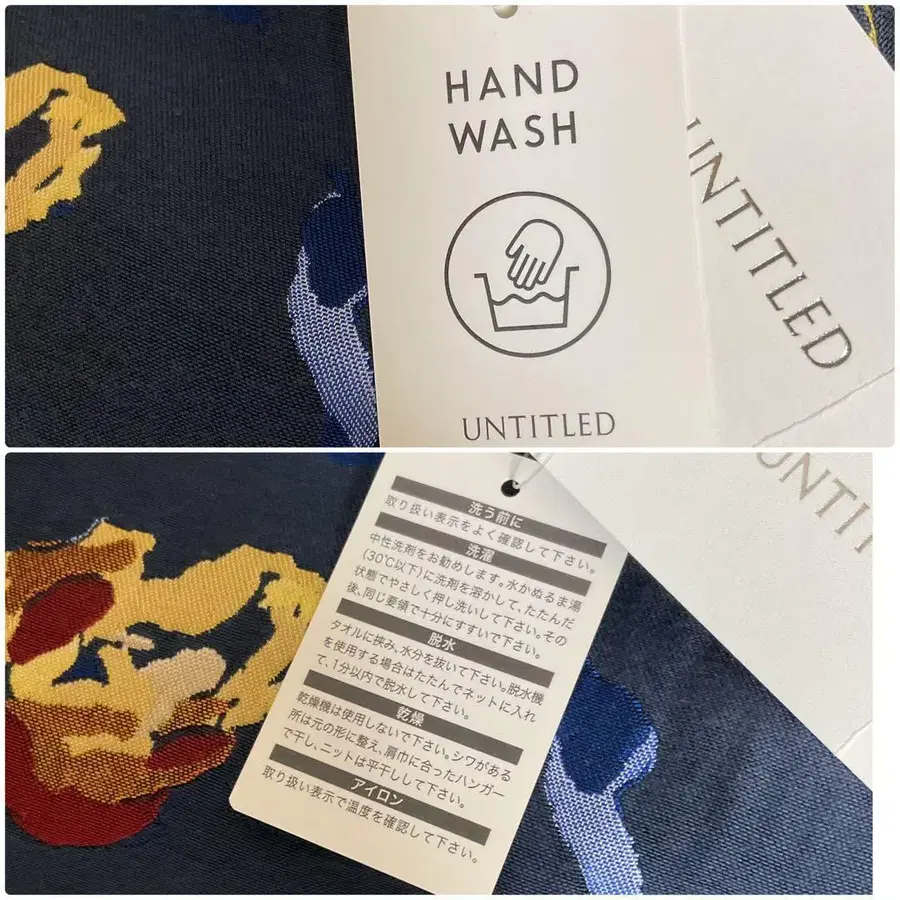 HAND
WASH
UNTITLED
UNTITLED
洗う前に
取り扱い表示をよく確認して下さい。
洗濯
中性洗剤をお勧めします。水かぬるま湯
(30℃以下)に洗剤を溶かして、たたんだ
状態でやさしく押し洗いして下さい。その
後、同じ要領で十分にすすいで下さい。
脱水
タオルに挟み、水分を抜いて下さい。脱水機
を使用する場合はたたんでネットに入れ
て、1分以内で脱水して下さい。
乾燥
乾燥機は使用しないで下さい。シワがある
所は元の形に整え、肩巾に合ったハンガー
で干し、ニットは平干しして下さい。
アイロン
取り扱い表示で温度を確認して下さい。
UNTI